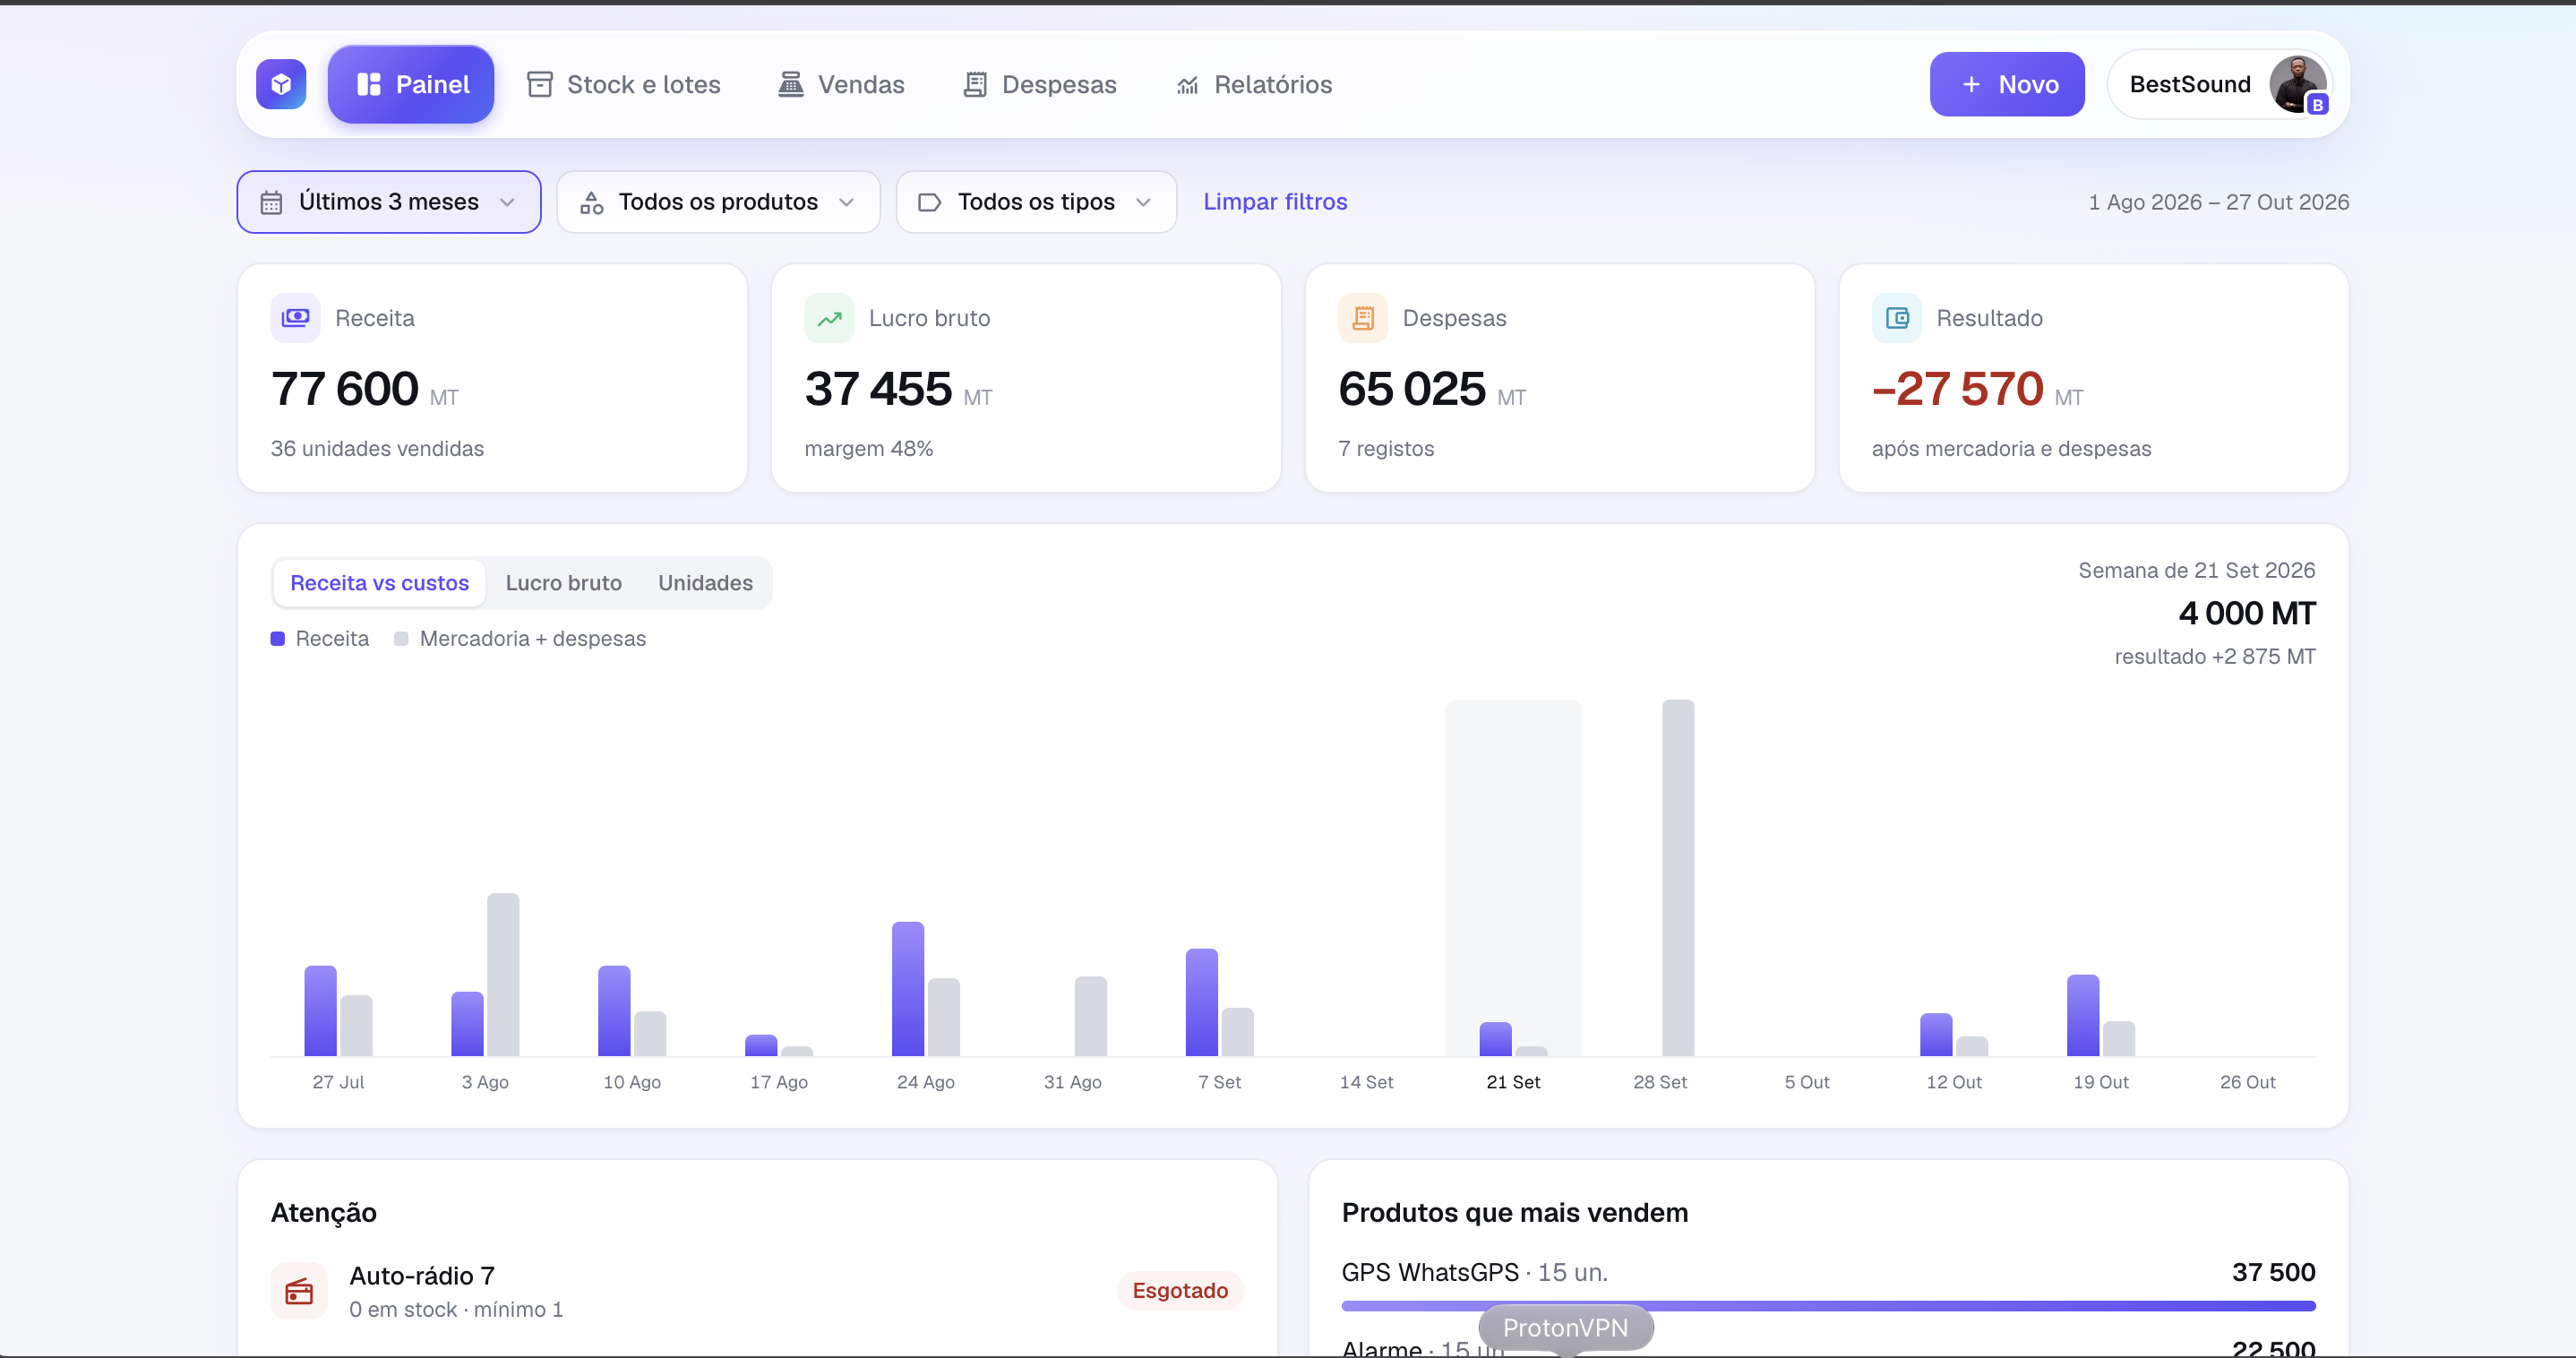 Painel
Stock e lotes
Vendas
Despesas
Relatórios
+ Novo
BestSound
B
Últimos 3 meses
Todos os produtos
Todos os tipos
Limpar filtros
1 Ago 2026 – 27 Out 2026
Receita
77 600 MT
36 unidades vendidas
Lucro bruto
37 455 MT
margem 48%
Despesas
65 025 MT
7 registos
Resultado
−27 570 MT
após mercadoria e despesas
Receita vs custos
Lucro bruto
Unidades
Receita
Mercadoria + despesas
Semana de 21 Set 2026
4 000 MT
resultado +2 875 MT
27 Jul
3 Ago
10 Ago
17 Ago
24 Ago
31 Ago
7 Set
14 Set
21 Set
28 Set
5 Out
12 Out
19 Out
26 Out
Atenção
Auto-rádio 7
0 em stock · mínimo 1
Esgotado
Produtos que mais vendem
GPS WhatsGPS · 15 un.
37 500
ProtonVPN
Alarme · 15 un
22 500